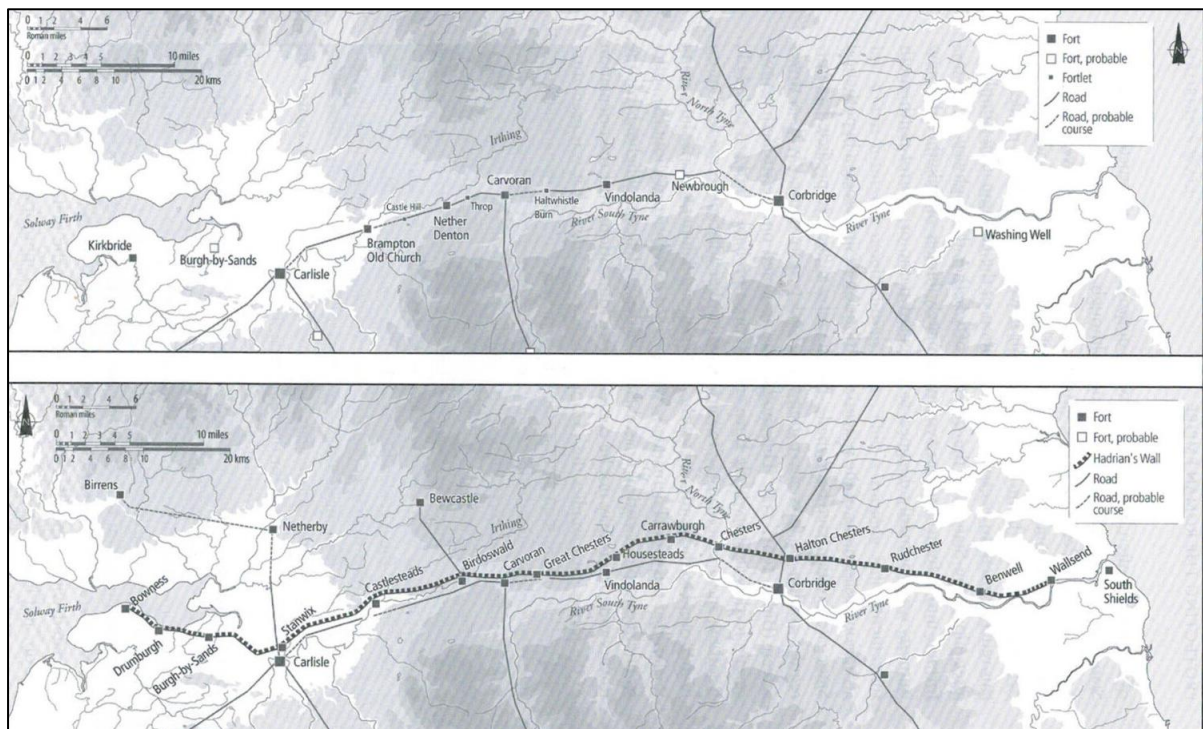 0 1 2 4 6
Roman miles
0 1 2 3 4 5 10 miles
0 1 2 4 6 8 10 20 kms
Fort
Fort, probable
Fortlet
Road
Road, probable
course
River
North Tyne
Irthing
Carvoran
Castle Hill
Throp
Haltwhistle
Burn
Vindolanda
Newbrough
Corbridge
Solway Firth
Nether
Denton
River South Tyne
River Tyne
Kirkbride
Burgh-by-Sands
Brampton
Old Church
Washing Well
Carlisle
0 1 2 4 6
Roman miles
0 1 2 3 4 5 10 miles
0 1 2 4 6 8 10 20 kms
Fort
Fort, probable
Hadrian's Wall
Road
Road, probable
course
Birrens
Bewcastle
River
North Tyne
Netherby
Irthing
Carrawburgh
Chesters
Halton Chesters
Birdoswald
Carvoran
Great Chesters
Housesteads
Rudchester
Castlesteads
Vindolanda
Corbridge
Benwell
Wallsend
South
Shields
Solway Firth
Bowness
River South Tyne
River Tyne
Drumburgh
Burgh-by-Sands
Stanwix
Carlisle